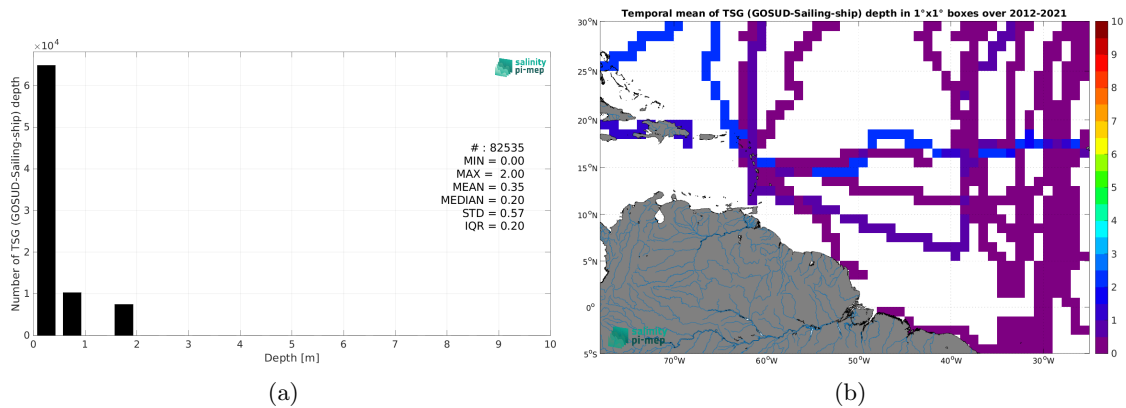 ×10⁴
6
5
4
3
2
1
0
Number of TSG (GOSUD-Sailing-ship) depth
salinity
pi-mep
# : 82535
MIN = 0.00
MAX = 2.00
MEAN = 0.35
MEDIAN = 0.20
STD = 0.57
IQR = 0.20
0 1 2 3 4 5 6 7 8 9 10
Depth [m]
(a)
Temporal mean of TSG (GOSUD-Sailing-ship) depth in 1°x1° boxes over 2012-2021
30°N
25°N
20°N
15°N
10°N
5°N
0°
5°S
70°W 60°W 50°W 40°W 30°W
salinity
pi-mep
10
9
8
7
6
5
4
3
2
1
0
(b)